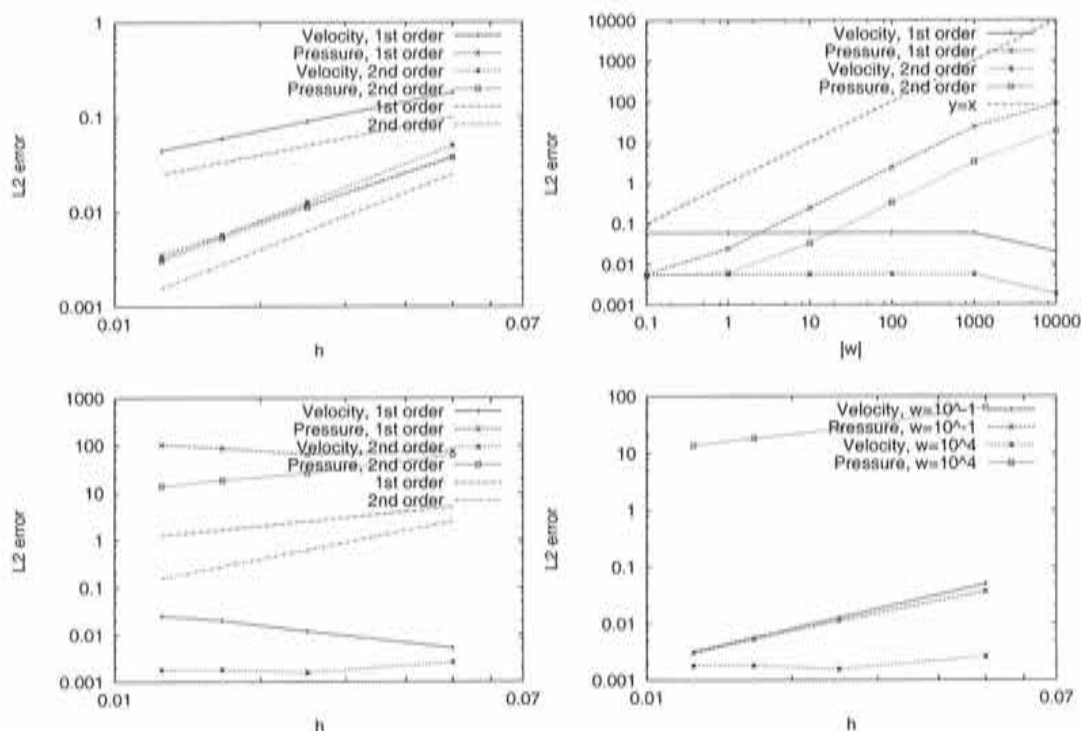 1
0.1
0.01
0.001
0.01
0.07
L2 error
h
Velocity, 1st order
Pressure, 1st order
Velocity, 2nd order
Pressure, 2nd order
1st order
2nd order
10000
1000
100
10
1
0.1
0.01
0.001
0.1
1
10
100
1000
10000
L2 error
|w|
Velocity, 1st order
Pressure, 1st order
Velocity, 2nd order
Pressure, 2nd order
y=x
1000
100
10
1
0.1
0.01
0.001
0.01
0.07
L2 error
h
Velocity, 1st order
Pressure, 1st order
Velocity, 2nd order
Pressure, 2nd order
1st order
2nd order
100
10
1
0.1
0.01
0.001
0.01
0.07
L2 error
h
Velocity, w=10^-1
Pressure, w=10^-1
Velocity, w=10^4
Pressure, w=10^4